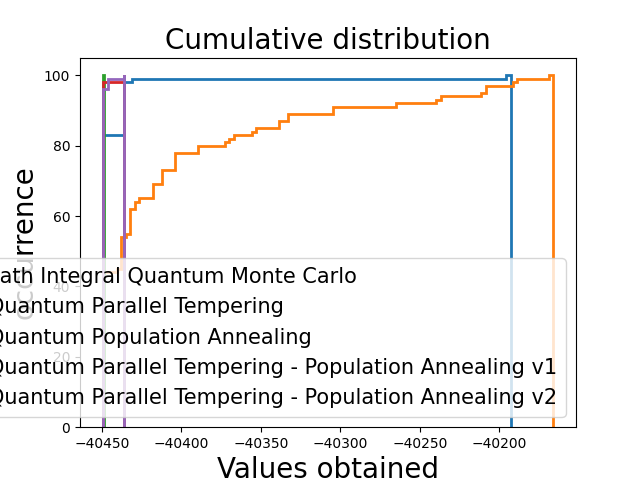 Cumulative distribution
occurrence
100
80
60
40
20
0
ath Integral Quantum Monte Carlo
Quantum Parallel Tempering
Quantum Population Annealing
Quantum Parallel Tempering - Population Annealing v1
Quantum Parallel Tempering - Population Annealing v2
−40450 −40400 −40350 −40300 −40250 −40200
Values obtained